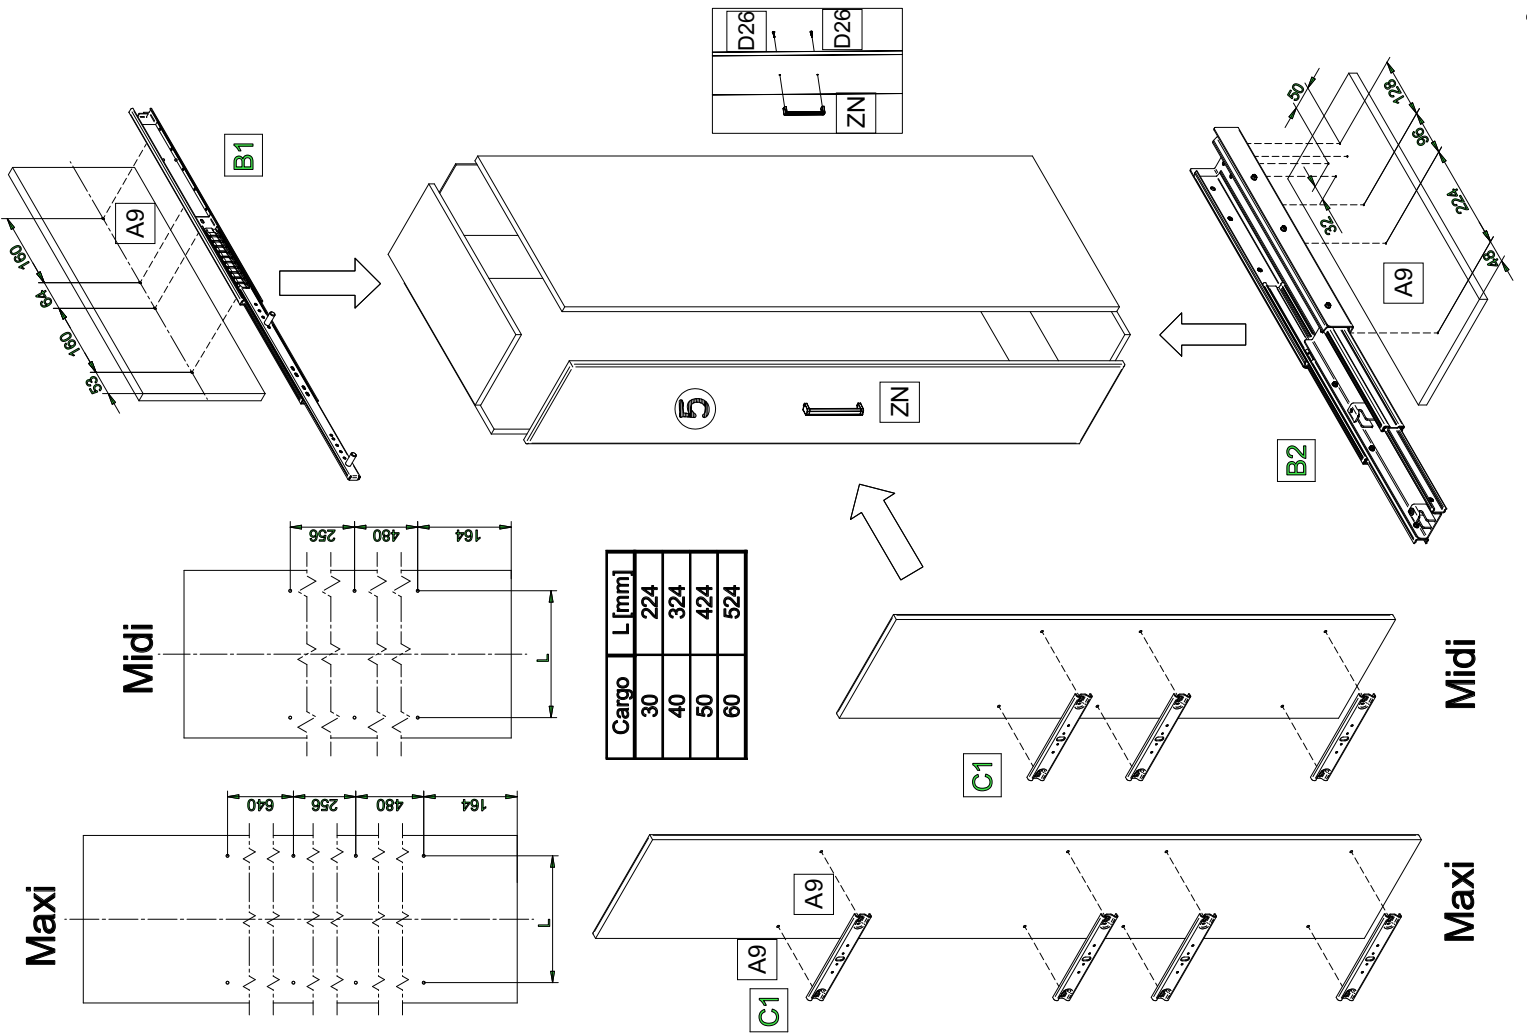 D26
D26
ZN
B1
A9
160
64
160
53
5
ZN
50
128
96
224
48
32
A9
B2
Midi
256
480
164
L
Cargo L [mm]
30 224
40 324
50 424
60 524
Maxi
640
256
480
164
L
C1
Midi
A9
A9
C1
Maxi